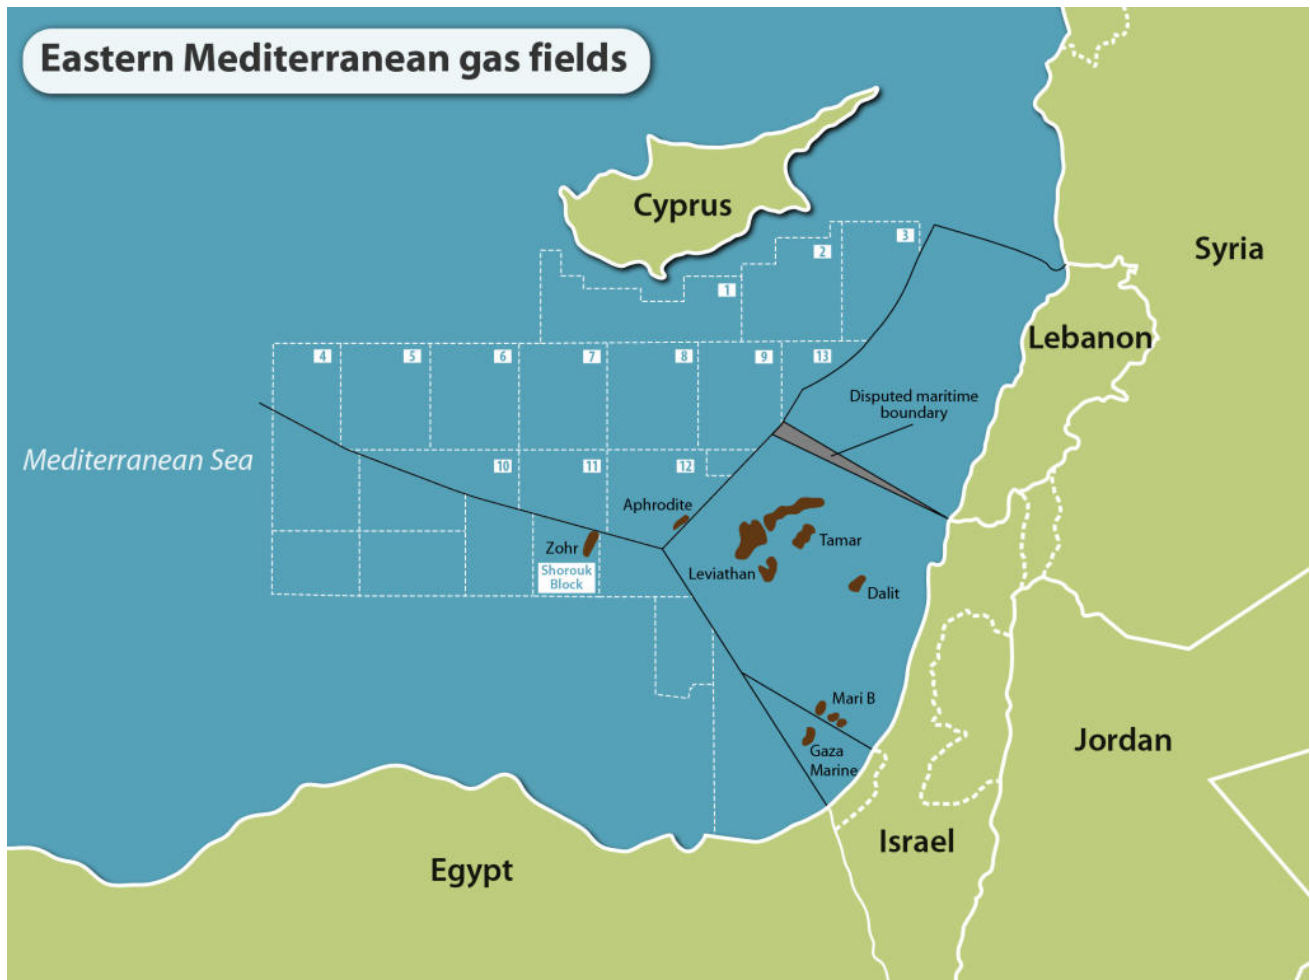 Eastern Mediterranean gas fields
Cyprus
Syria
3
2
1
Lebanon
4
5
6
7
8
9
13
Disputed maritime
boundary
Mediterranean Sea
10
11
12
Aphrodite
Zohr
Tamar
Shorouk
Block
Leviathan
Dalit
Mari B
Gaza
Marine
Jordan
Israel
Egypt